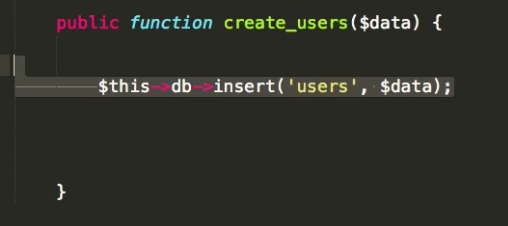 public function create_users($data) {
$this->db->insert('users', $data);
}